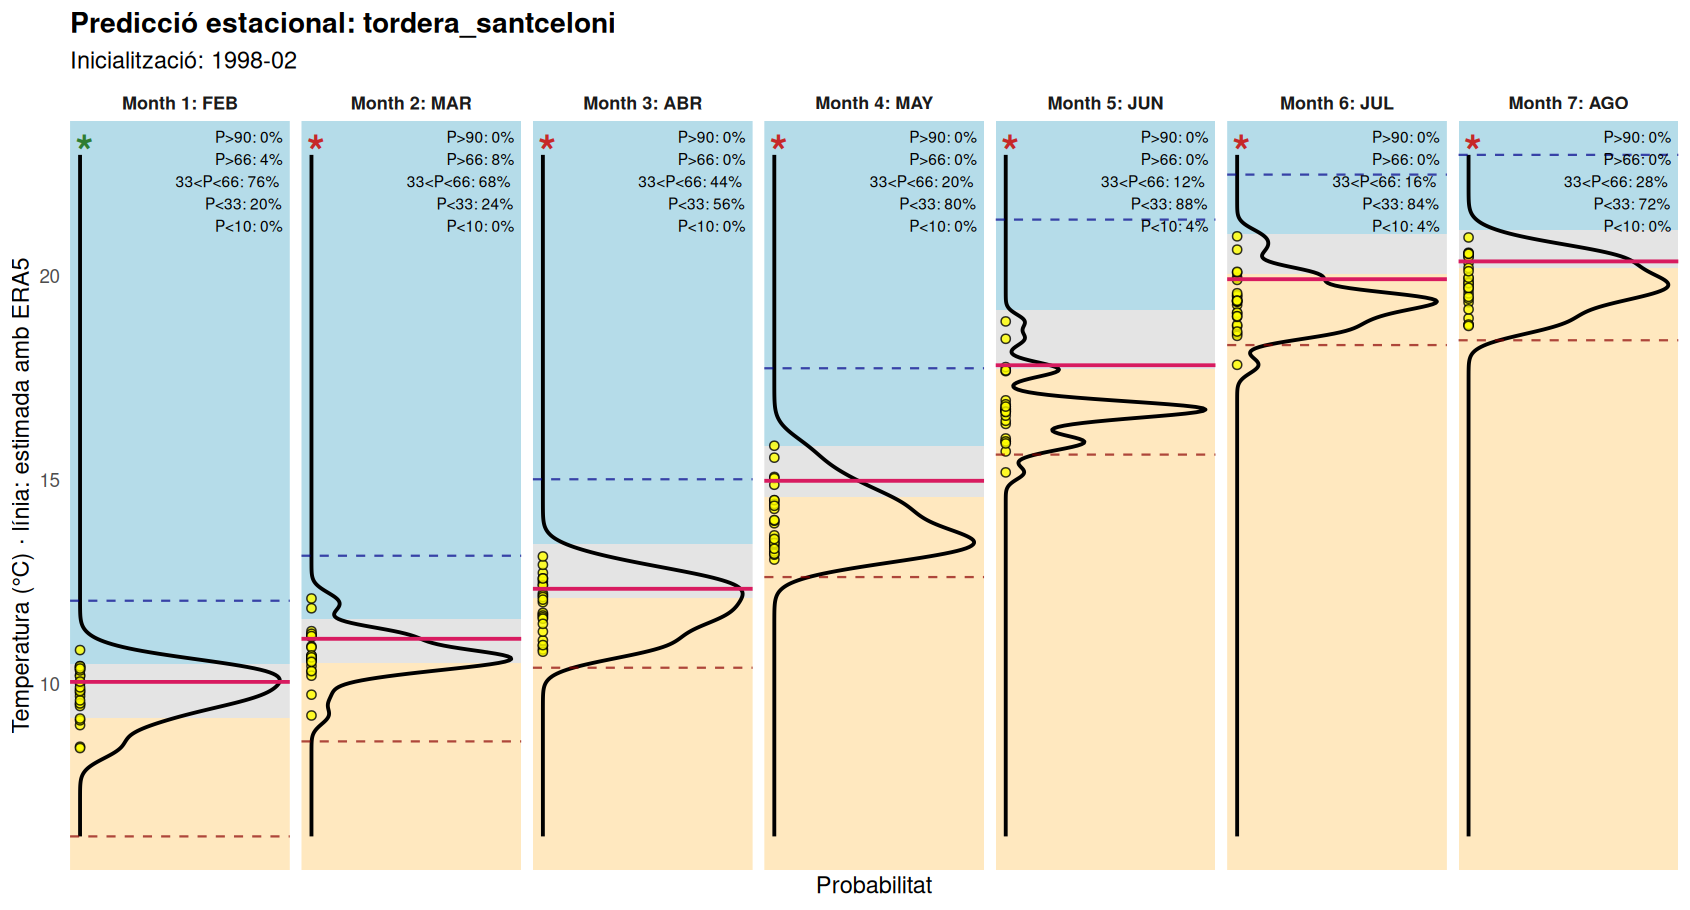 Predicció estacional: tordera_santceloni
Inicialització: 1998-02
Month 1: FEB
Month 2: MAR
Month 3: ABR
Month 4: MAY
Month 5: JUN
Month 6: JUL
Month 7: AGO
*
P>90: 0%
P>66: 4%
33<P<66: 76%
P<33: 20%
P<10: 0%
*
P>90: 0%
P>66: 8%
33<P<66: 68%
P<33: 24%
P<10: 0%
*
P>90: 0%
P>66: 0%
33<P<66: 44%
P<33: 56%
P<10: 0%
*
P>90: 0%
P>66: 0%
33<P<66: 20%
P<33: 80%
P<10: 0%
*
P>90: 0%
P>66: 0%
33<P<66: 12%
P<33: 88%
P<10: 4%
*
P>90: 0%
P>66: 0%
33<P<66: 16%
P<33: 84%
P<10: 4%
*
P>90: 0%
P>66: 0%
33<P<66: 28%
P<33: 72%
P<10: 0%
20
15
10
Temperatura (°C) · línia: estimada amb ERA5
Probabilitat